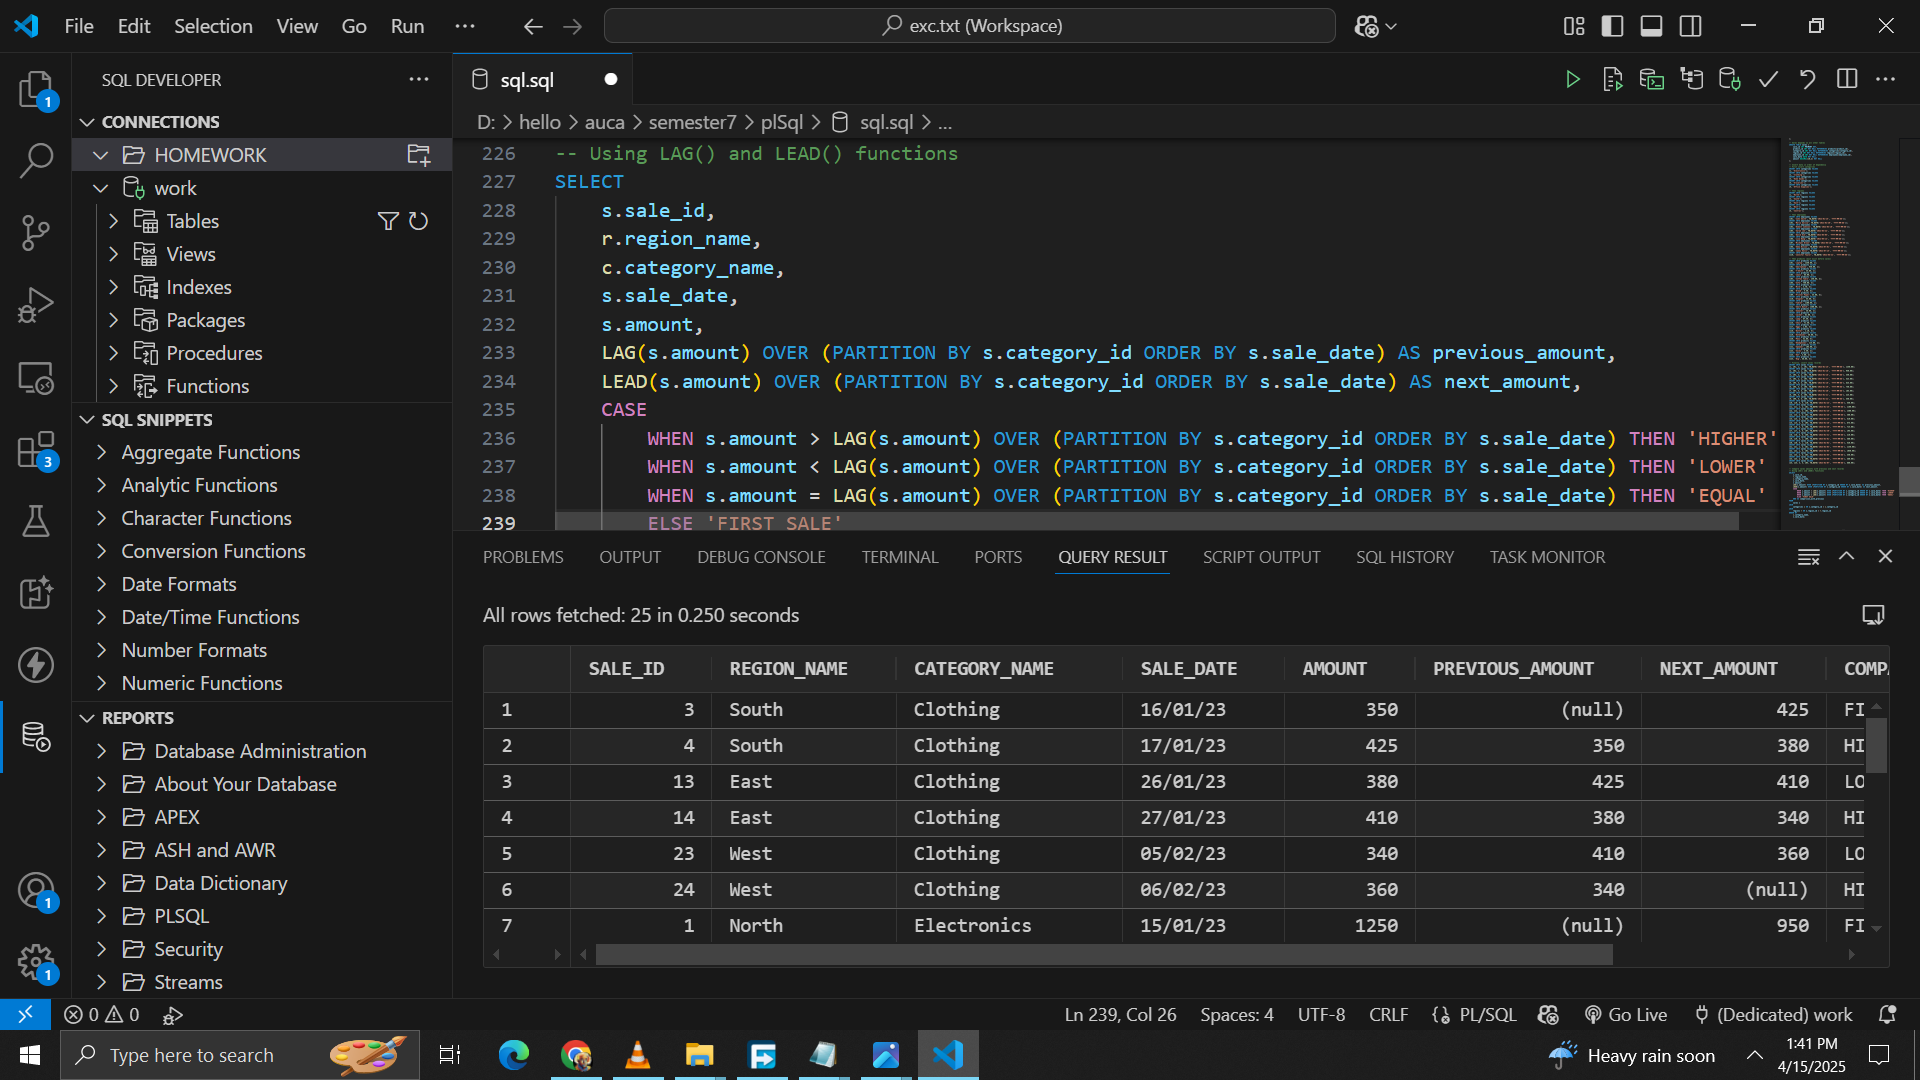 File Edit Selection View Go Run ... exc.txt (Workspace)
SQL DEVELOPER ...
sql.sql
D: > hello > auca > semester7 > plSql > sql.sql > ...
CONNECTIONS
HOMEWORK
work
Tables
Views
Indexes
Packages
Procedures
Functions
SQL SNIPPETS
Aggregate Functions
Analytic Functions
Character Functions
Conversion Functions
Date Formats
Date/Time Functions
Number Formats
Numeric Functions
REPORTS
Database Administration
About Your Database
APEX
ASH and AWR
Data Dictionary
PLSQL
Security
Streams
1
3
1
1
226 -- Using LAG() and LEAD() functions
227 SELECT
228 s.sale_id,
229 r.region_name,
230 c.category_name,
231 s.sale_date,
232 s.amount,
233 LAG(s.amount) OVER (PARTITION BY s.category_id ORDER BY s.sale_date) AS previous_amount,
234 LEAD(s.amount) OVER (PARTITION BY s.category_id ORDER BY s.sale_date) AS next_amount,
235 CASE
236 WHEN s.amount > LAG(s.amount) OVER (PARTITION BY s.category_id ORDER BY s.sale_date) THEN 'HIGHER'
237 WHEN s.amount < LAG(s.amount) OVER (PARTITION BY s.category_id ORDER BY s.sale_date) THEN 'LOWER'
238 WHEN s.amount = LAG(s.amount) OVER (PARTITION BY s.category_id ORDER BY s.sale_date) THEN 'EQUAL'
239 ELSE 'FIRST SALE'
PROBLEMS OUTPUT DEBUG CONSOLE TERMINAL PORTS QUERY RESULT SCRIPT OUTPUT SQL HISTORY TASK MONITOR
All rows fetched: 25 in 0.250 seconds
SALE_ID REGION_NAME CATEGORY_NAME SALE_DATE AMOUNT PREVIOUS_AMOUNT NEXT_AMOUNT COMPA
1 3 South Clothing 16/01/23 350 (null) 425 FI
2 4 South Clothing 17/01/23 425 350 380 HI
3 13 East Clothing 26/01/23 380 425 410 LO
4 14 East Clothing 27/01/23 410 380 340 HI
5 23 West Clothing 05/02/23 340 410 360 LO
6 24 West Clothing 06/02/23 360 340 (null) HI
7 1 North Electronics 15/01/23 1250 (null) 950 FI
0 0 Ln 239, Col 26 Spaces: 4 UTF-8 CRLF PL/SQL Go Live (Dedicated) work
Type here to search Heavy rain soon 1:41 PM
4/15/2025